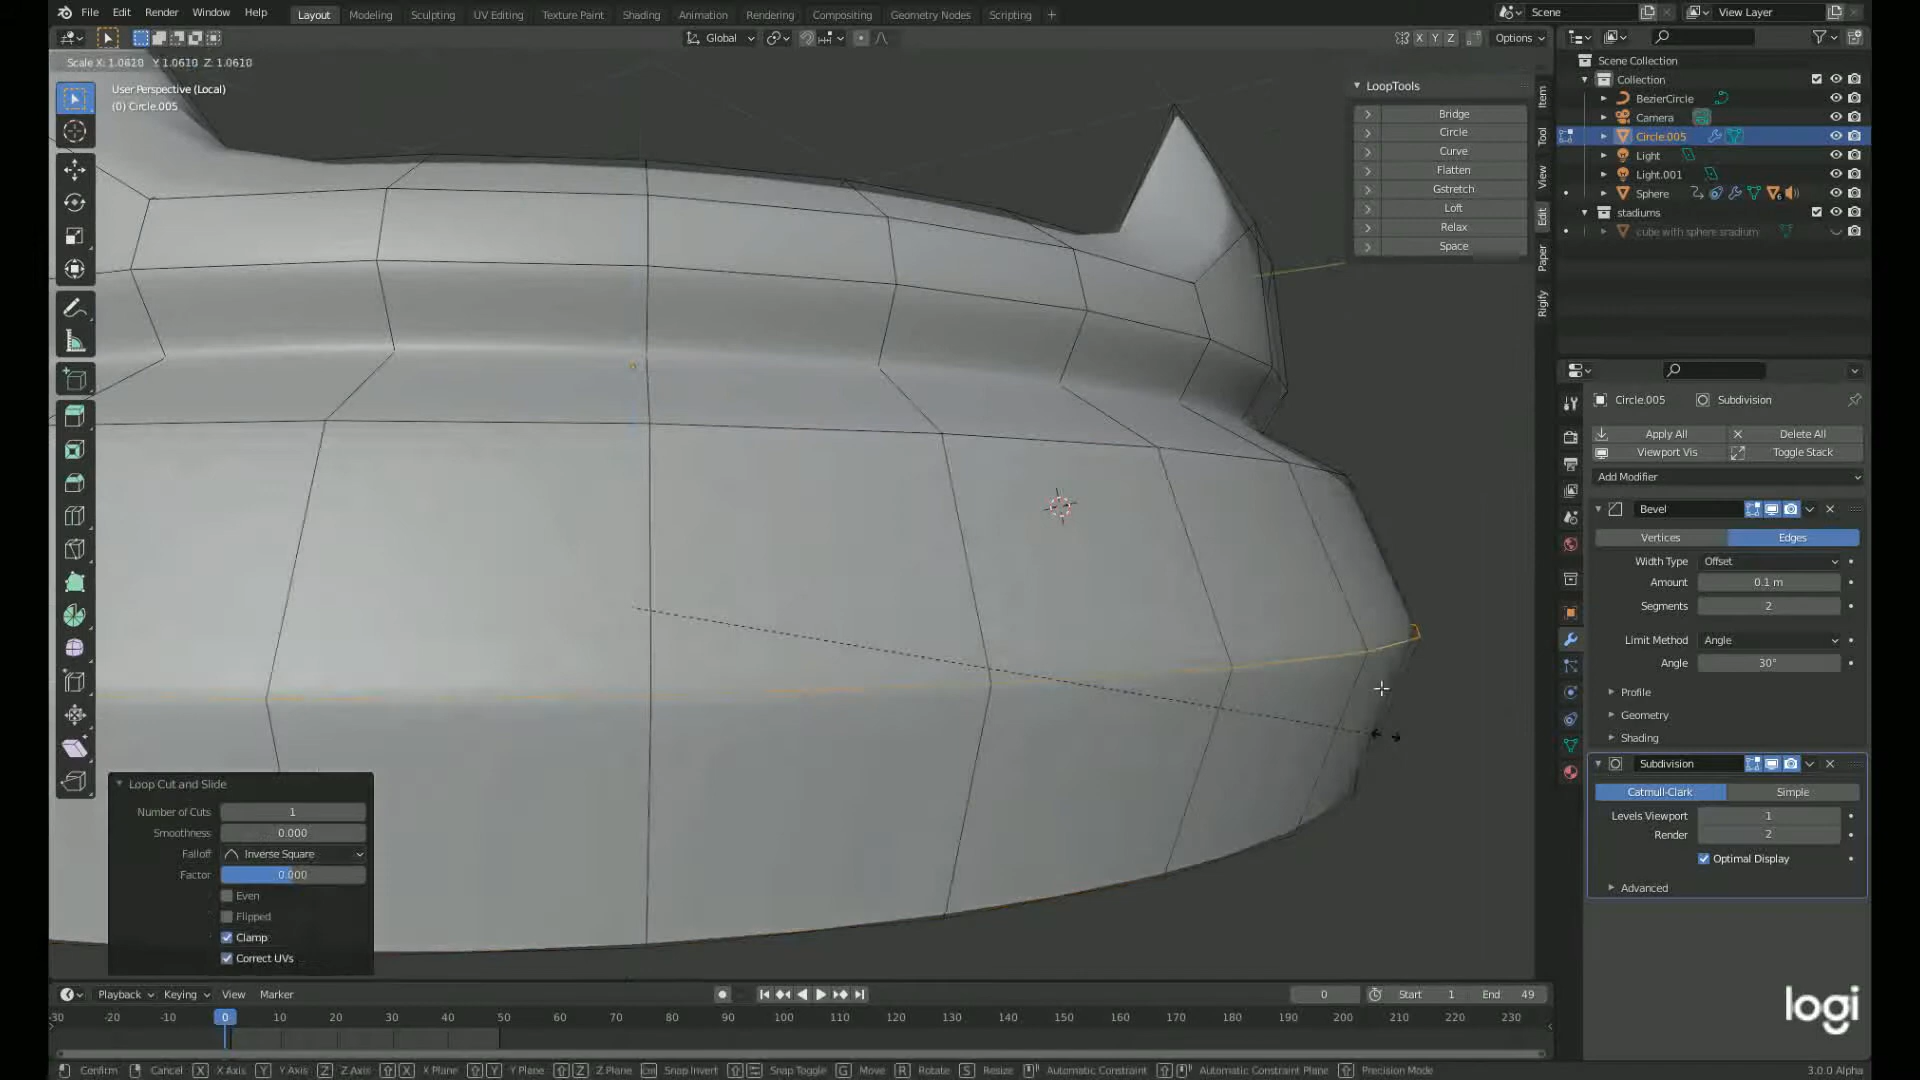 File Edit Render Window Help
Layout Modeling Sculpting UV Editing Texture Paint Shading Animation Rendering Compositing Geometry Nodes Scripting +
Scene View Layer
Global X Y Z Options
Scale X: 1.0610 Y: 1.0610 Z: 1.0610
User Perspective (Local)
(0) Circle.005
LoopTools
Bridge
Circle
Curve
Flatten
Gstretch
Loft
Relax
Space
Item
Tool
View
Edit
Paper
Rigify
Scene Collection
Collection
BezierCircle
Camera
Circle.005
Light
Light.001
Sphere
stadiums
cube with sphere sradium
Circle.005 Subdivision
Apply All Delete All
Viewport Vis Toggle Stack
Add Modifier
Bevel
Vertices Edges
Width Type Offset
Amount 0.1 m
Segments 2
Limit Method Angle
Angle 30°
Profile
Geometry
Shading
Subdivision
Catmull-Clark Simple
Levels Viewport 1
Render 2
Optimal Display
Advanced
Loop Cut and Slide
Number of Cuts 1
Smoothness 0.000
Falloff Inverse Square
Factor 0.000
Even
Flipped
Clamp
Correct UVs
Playback Keying View Marker 0 Start 1 End 49
-30 -20 -10 0 10 20 30 40 50 60 70 80 90 100 110 120 130 140 150 160 170 180 190 200 210 220 230
logi
Confirm Cancel X X Axis Y Y Axis Z Z Axis X X Plane Y Y Plane Z Z Plane Snap Invert Snap Toggle G Move R Rotate S Resize Automatic Constraint Automatic Constraint Plane Precision Mode 3.0.0 Alpha